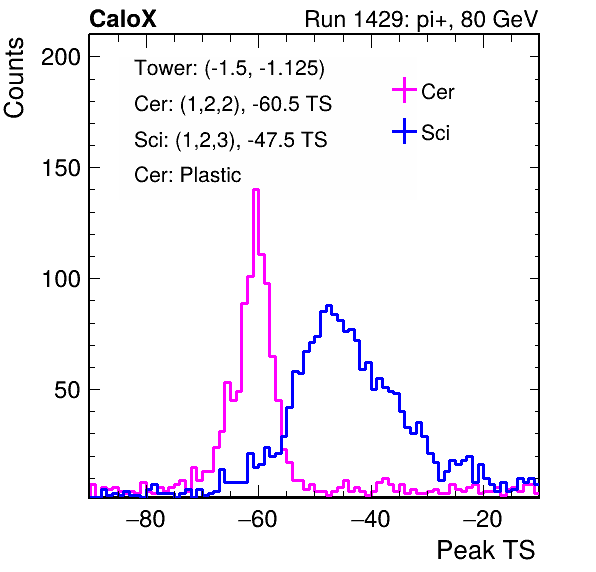 CaloX Run 1429: pi+, 80 GeV
Counts
200
150
100
50
Tower: (-1.5, -1.125)
Cer: (1,2,2), -60.5 TS
Sci: (1,2,3), -47.5 TS
Cer: Plastic
Cer
Sci
−80 −60 −40 −20
Peak TS